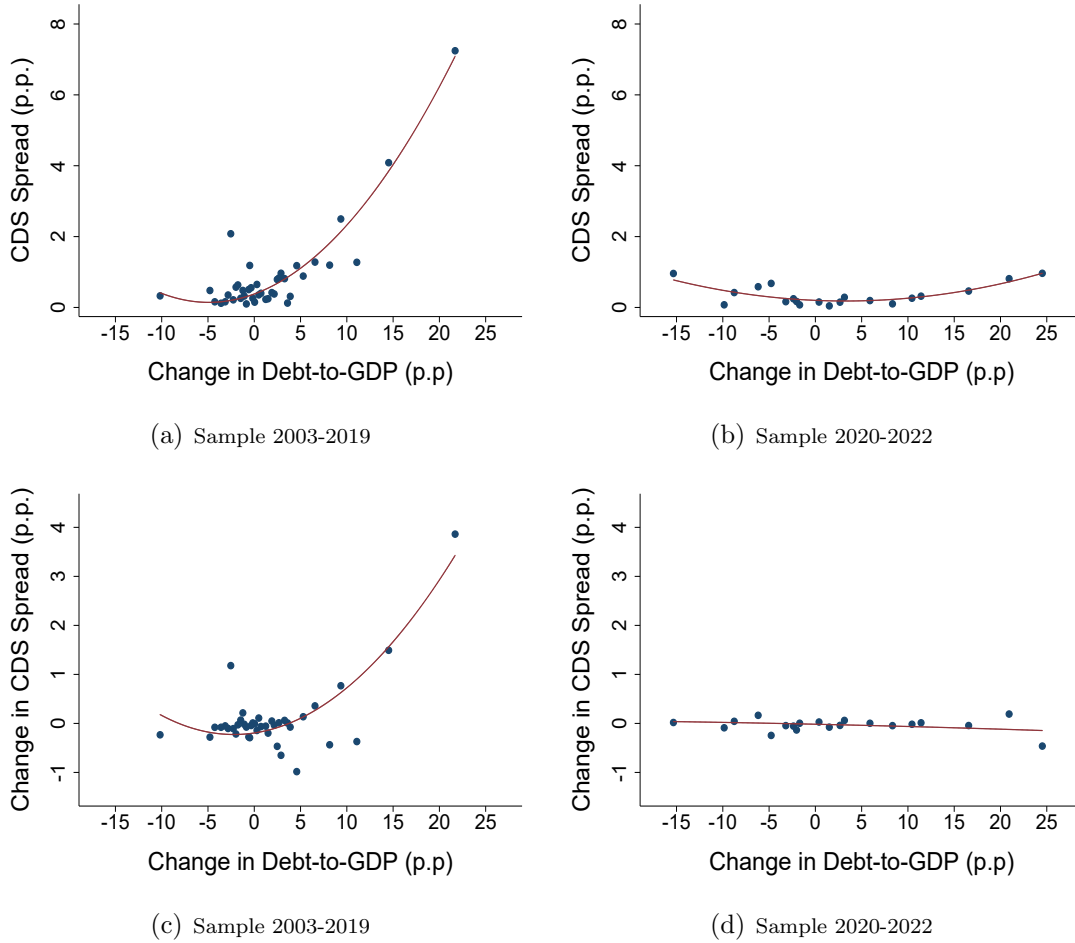 CDS Spread (p.p.)
8
6
4
2
0
-15 -10 -5 0 5 10 15 20 25
Change in Debt-to-GDP (p.p)
(a) Sample 2003-2019
CDS Spread (p.p.)
8
6
4
2
0
-15 -10 -5 0 5 10 15 20 25
Change in Debt-to-GDP (p.p)
(b) Sample 2020-2022
Change in CDS Spread (p.p.)
4
3
2
1
0
-1
-15 -10 -5 0 5 10 15 20 25
Change in Debt-to-GDP (p.p)
(c) Sample 2003-2019
Change in CDS Spread (p.p.)
4
3
2
1
0
-1
-15 -10 -5 0 5 10 15 20 25
Change in Debt-to-GDP (p.p)
(d) Sample 2020-2022